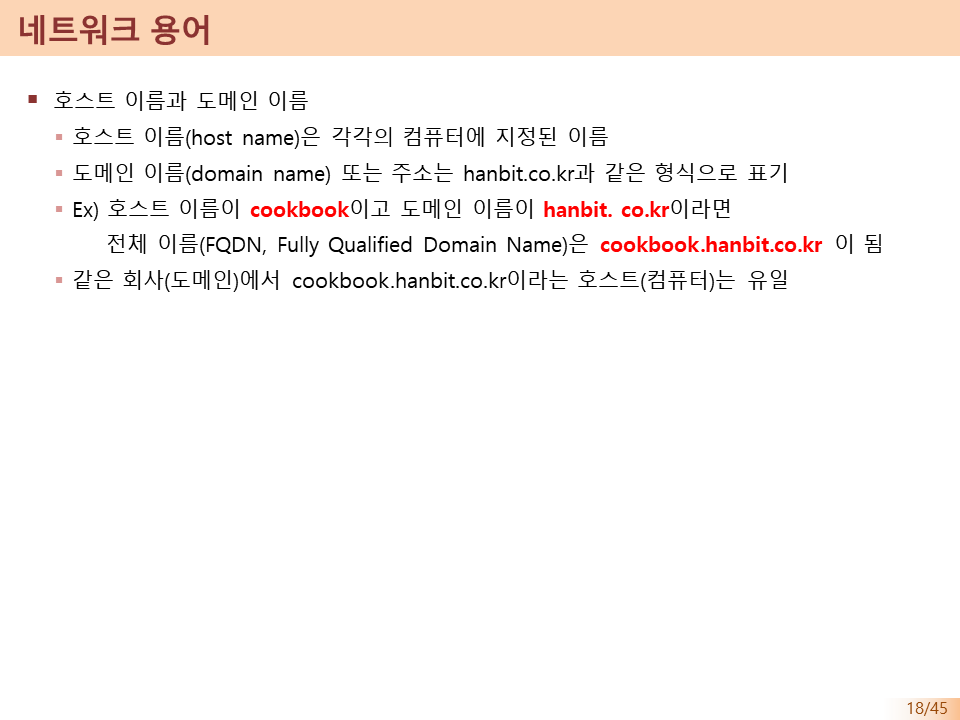 네트워크 용어
호스트 이름과 도메인 이름
호스트 이름(host name)은 각각의 컴퓨터에 지정된 이름
도메인 이름(domain name) 또는 주소는 hanbit.co.kr과 같은 형식으로 표기
Ex) 호스트 이름이 cookbook이고 도메인 이름이 hanbit. co.kr이라면
전체 이름(FQDN, Fully Qualified Domain Name)은 cookbook.hanbit.co.kr 이 됨
같은 회사(도메인)에서 cookbook.hanbit.co.kr이라는 호스트(컴퓨터)는 유일
18/45